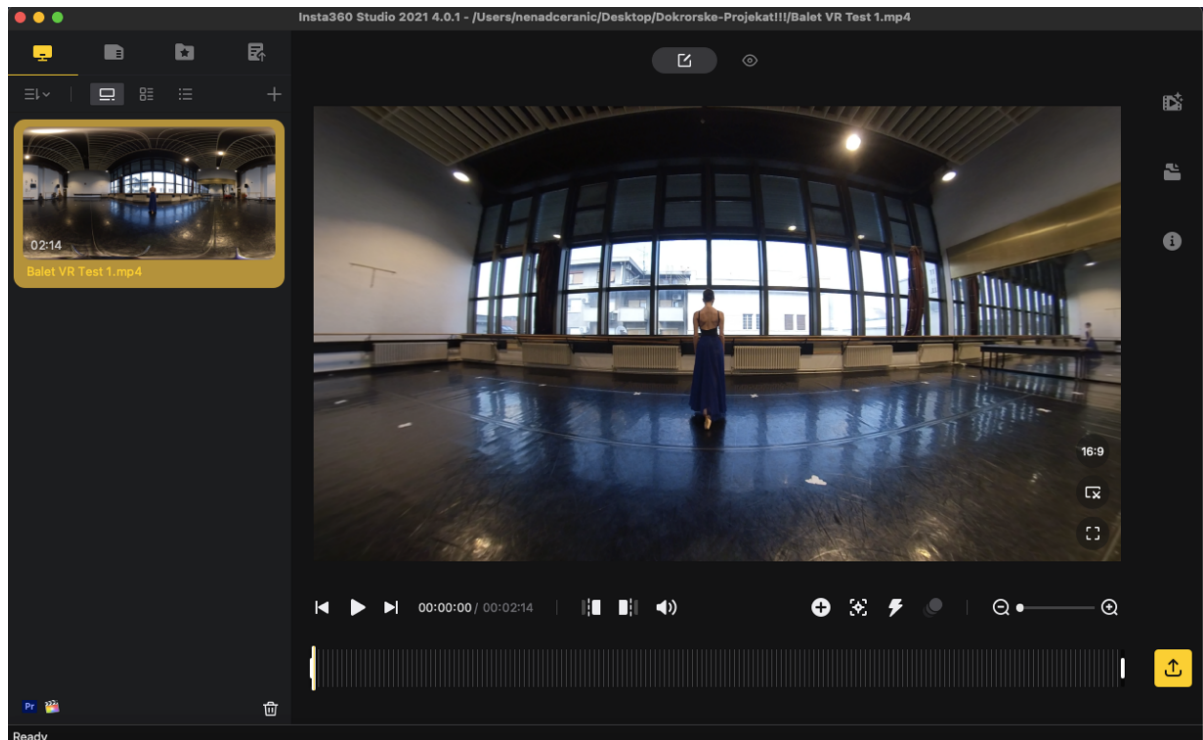 Insta360 Studio 2021 4.0.1 - /Users/nenadceranic/Desktop/Dokrorske-Projekat!!!/Balet VR Test 1.mp4
02:14
Balet VR Test 1.mp4
16:9
00:00:00 / 00:02:14
Pr
Ready